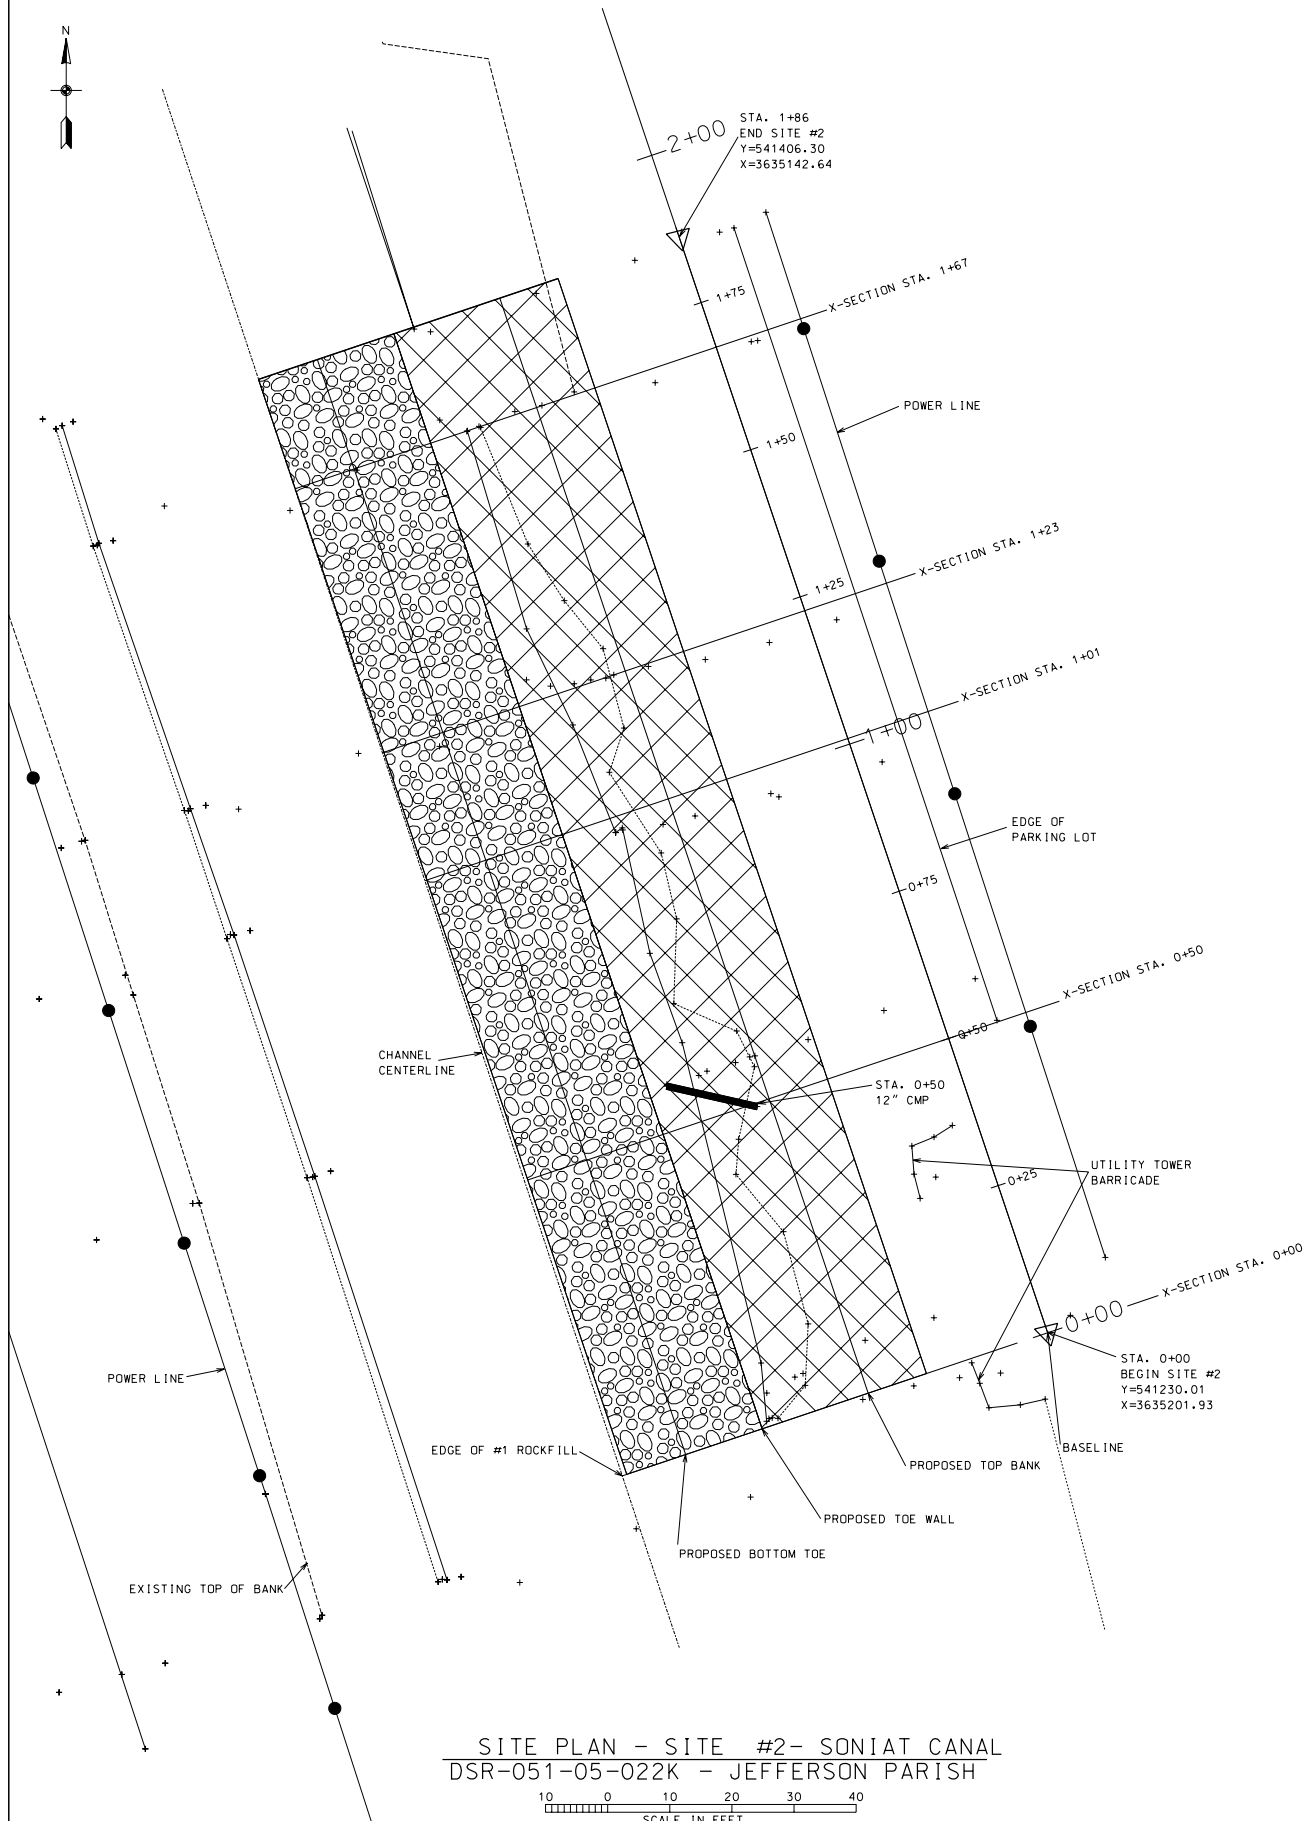 N
2+00
STA. 1+86
END SITE #2
Y=541406.30
X=3635142.64
X-SECTION STA. 1+67
1+75
POWER LINE
1+50
X-SECTION STA. 1+23
1+25
X-SECTION STA. 1+01
1+00
EDGE OF
PARKING LOT
0+75
X-SECTION STA. 0+50
0+50
CHANNEL
CENTERLINE
STA. 0+50
12" CMP
UTILITY TOWER
BARRICADE
0+25
X-SECTION STA. 0+00
0+00
STA. 0+00
BEGIN SITE #2
Y=541230.01
X=3635201.93
POWER LINE
EDGE OF #1 ROCKFILL
BASELINE
PROPOSED TOP BANK
PROPOSED TOE WALL
PROPOSED BOTTOM TOE
EXISTING TOP OF BANK
SITE PLAN - SITE #2- SONIAT CANAL
DSR-051-05-022K - JEFFERSON PARISH
10 0 10 20 30 40
SCALE IN FEET